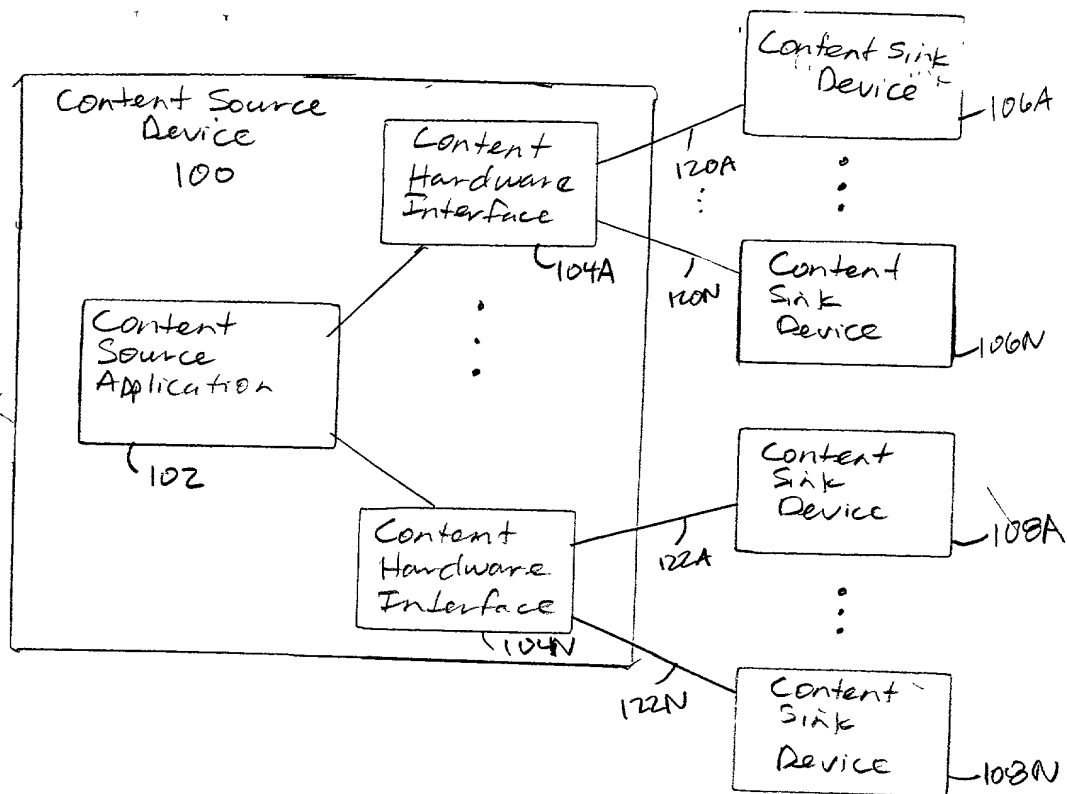 Content Source
Device
100
Content
Hardware
Interface
104A
Content
Source
Application
102
Content
Hardware
Interface
104N
120A
120N
122A
122N
Content Sink
Device
106A
Content
Sink
Device
106N
Content
Sink
Device
108A
Content
Sink
Device
108N